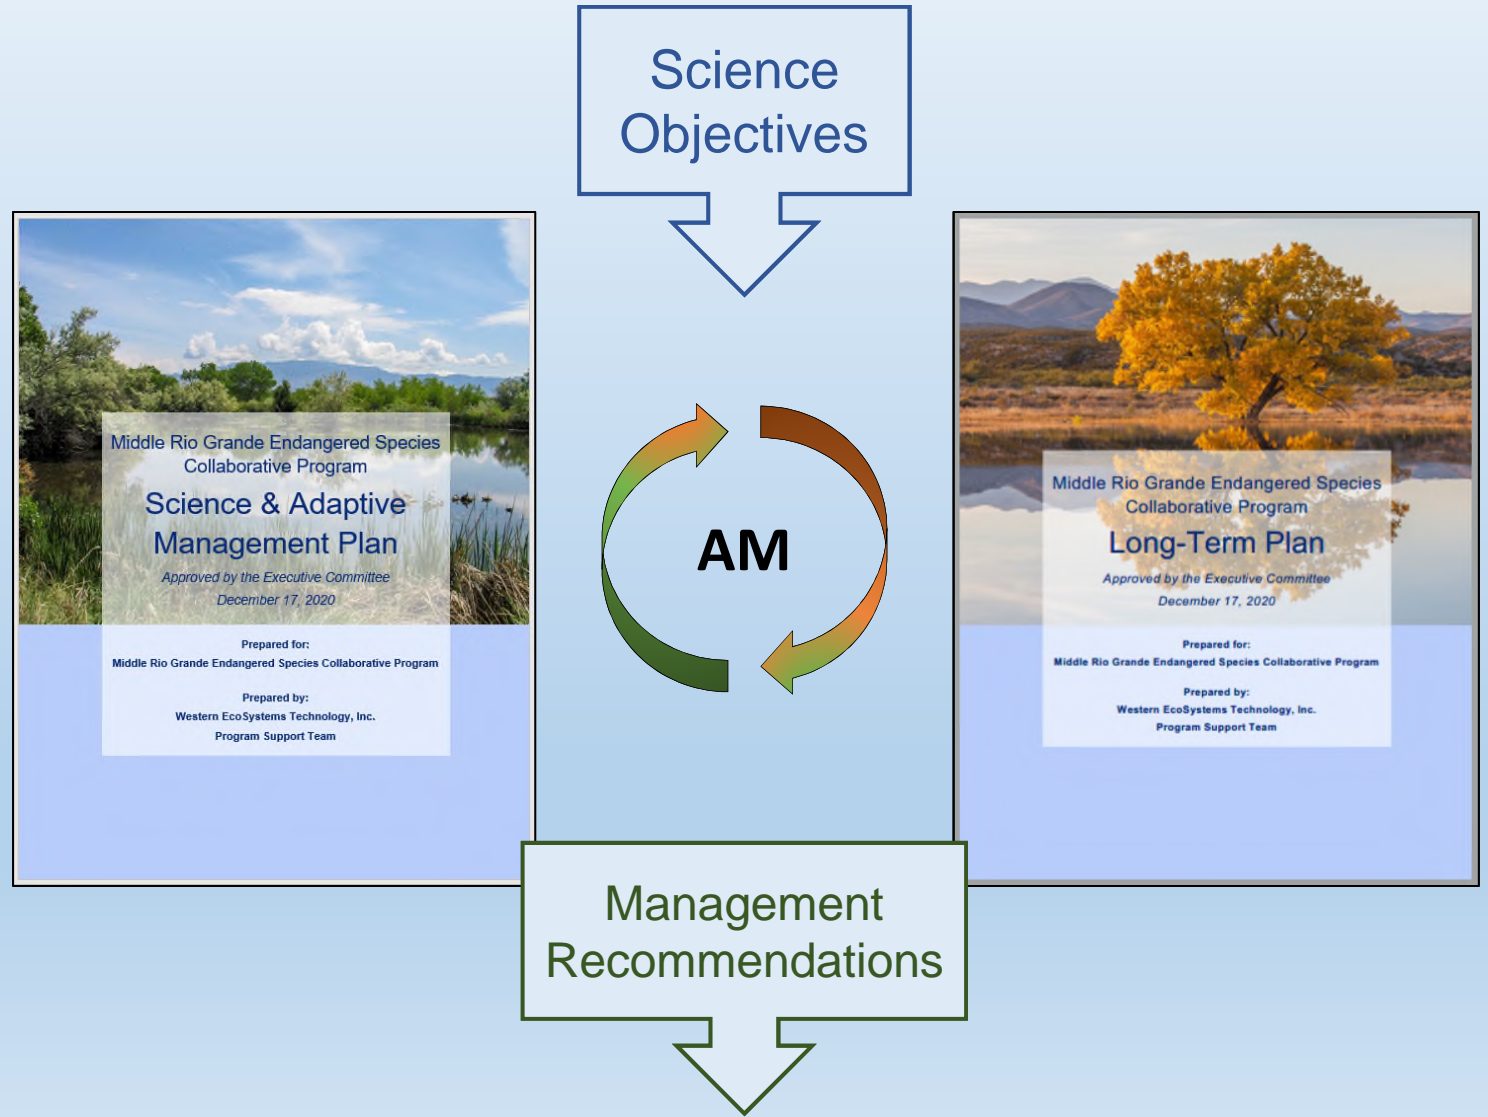 Science
Objectives
Middle Rio Grande Endangered Species
Collaborative Program
Science & Adaptive
Management Plan
Approved by the Executive Committee
December 17, 2020
Prepared for:
Middle Rio Grande Endangered Species Collaborative Program
Prepared by:
Western EcoSystems Technology, Inc.
Program Support Team
AM
Middle Rio Grande Endangered Species
Collaborative Program
Long-Term Plan
Approved by the Executive Committee
December 17, 2020
Prepared for:
Middle Rio Grande Endangered Species Collaborative Program
Prepared by:
Western EcoSystems Technology, Inc.
Program Support Team
Management
Recommendations